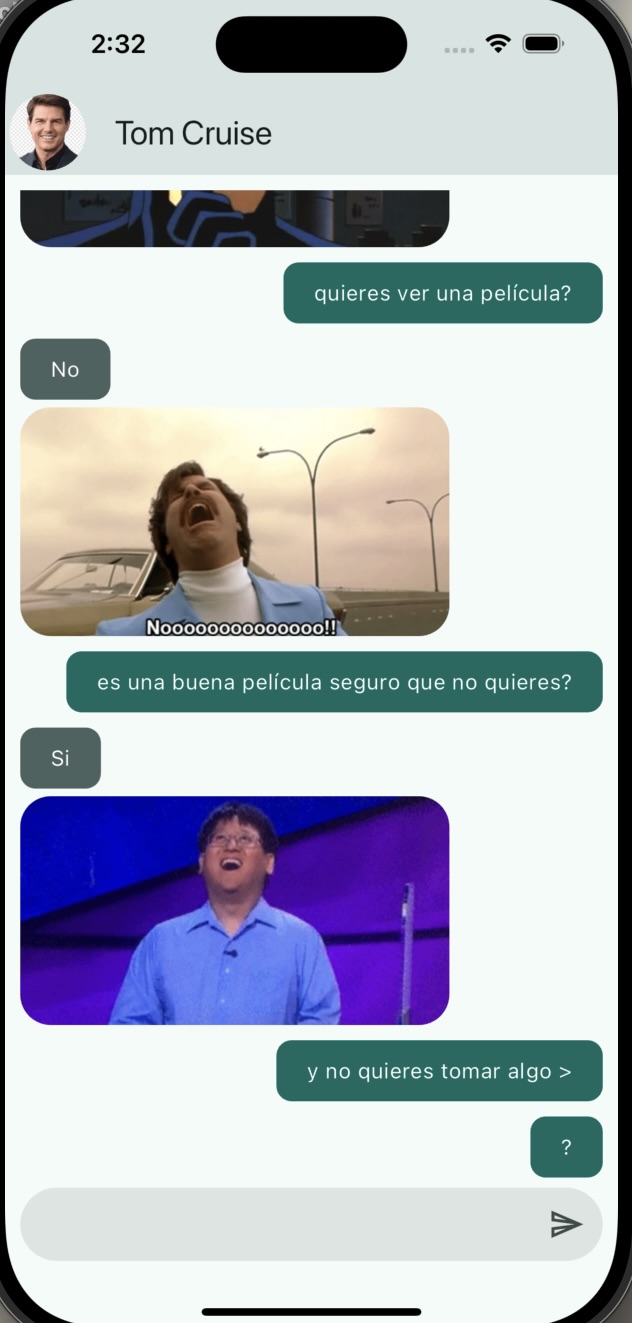 2:32
Tom Cruise
quieres ver una película?
No
Noooooooooooooo!!
es una buena película seguro que no quieres?
Si
y no quieres tomar algo >
?